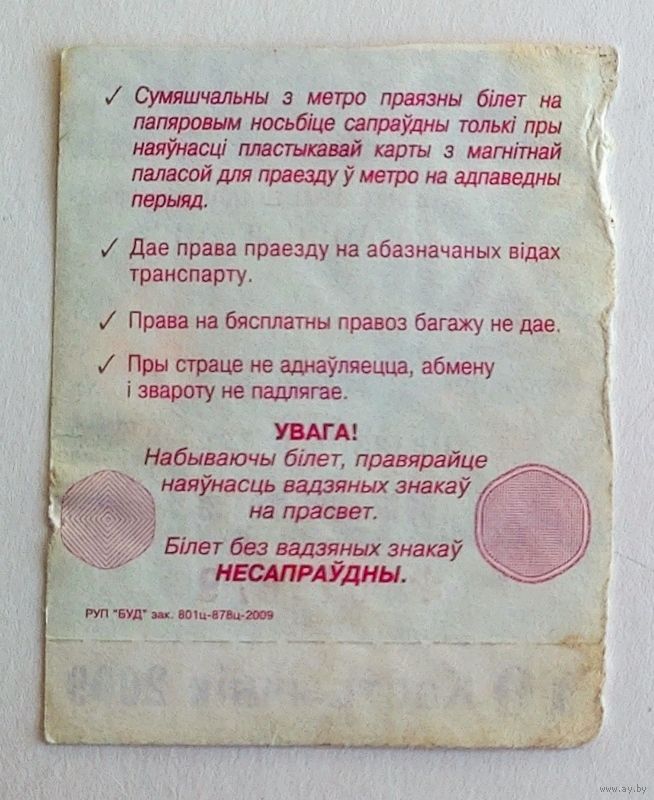 ✓ Сумяшчальны з метро праязны білет на
папяровым носьбіце сапраўдны толькі пры
наяўнасці пластыкавай карты з магнітнай
паласой для праезду ў метро на адпаведны
перыяд.
✓ Дае права праезду на абазначаных відах
транспарту.
✓ Права на бясплатны правоз багажу не дае.
✓ Пры страце не аднаўляецца, абмену
і звароту не падлягае.
УВАГА!
Набываючы білет, правярайце
наяўнасць вадзяных знакаў
на прасвет.
Білет без вадзяных знакаў
НЕСАПРАЎДНЫ.
РУП "БУД" зак. 801ц-878ц-2009
www.ay.by